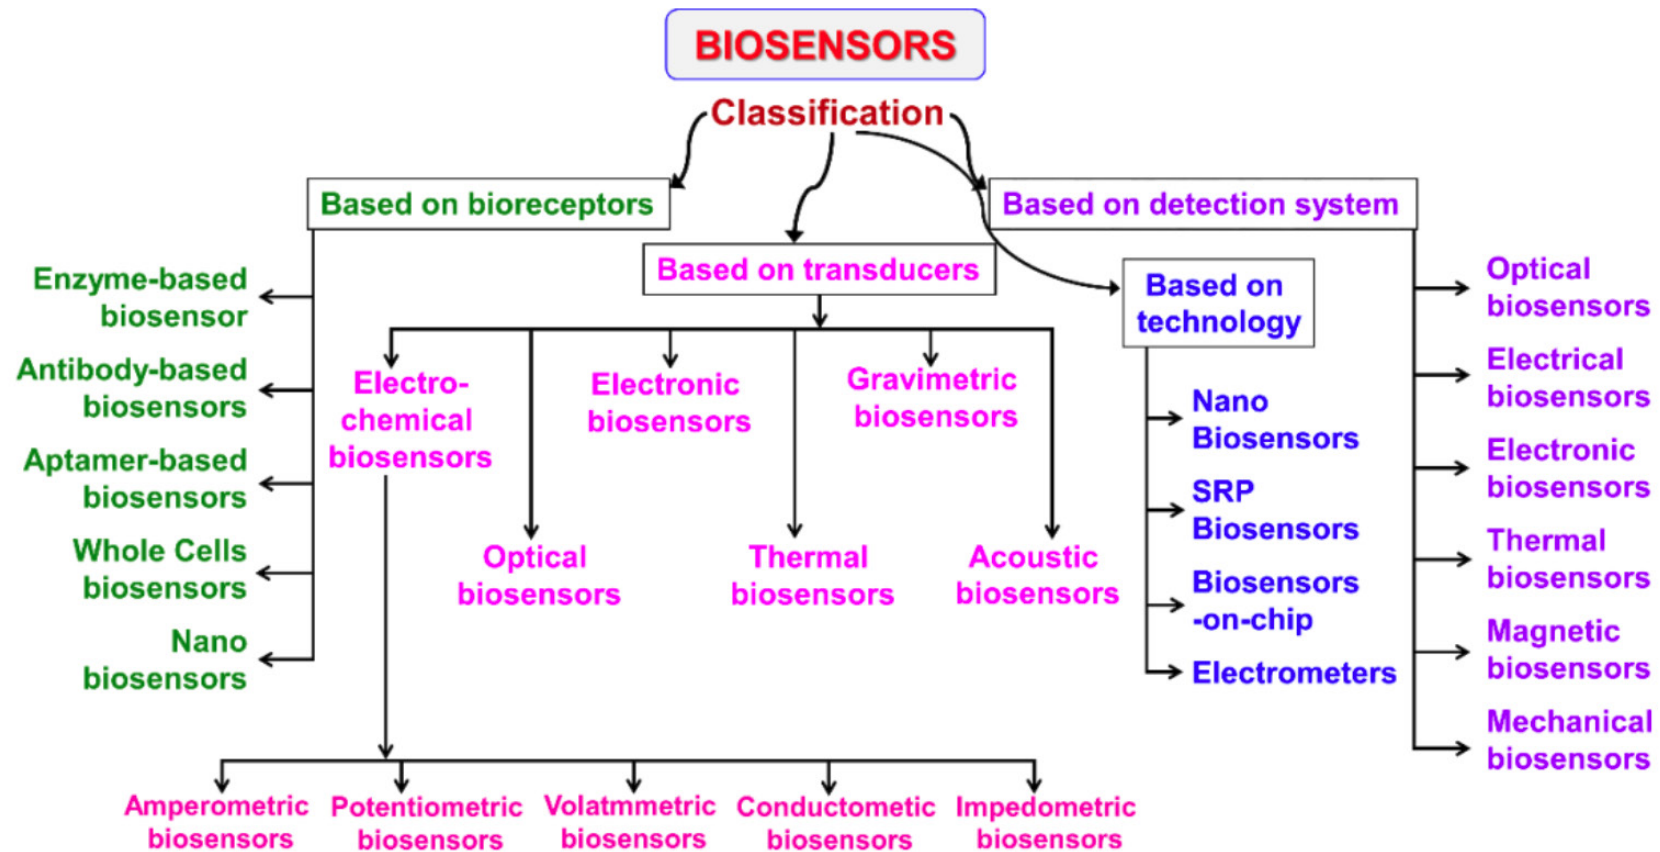 BIOSENSORS
Classification
Based on bioreceptors
Enzyme-based
biosensor
Antibody-based
biosensors
Aptamer-based
biosensors
Whole Cells
biosensors
Nano
biosensors
Based on transducers
Electro-
chemical
biosensors
Optical
biosensors
Electronic
biosensors
Thermal
biosensors
Gravimetric
biosensors
Acoustic
biosensors
Amperometric
biosensors
Potentiometric
biosensors
Volatmmetric
biosensors
Conductometic
biosensors
Impedometric
biosensors
Based on
technology
Nano
Biosensors
SRP
Biosensors
Biosensors
-on-chip
Electrometers
Based on detection system
Optical
biosensors
Electrical
biosensors
Electronic
biosensors
Thermal
biosensors
Magnetic
biosensors
Mechanical
biosensors